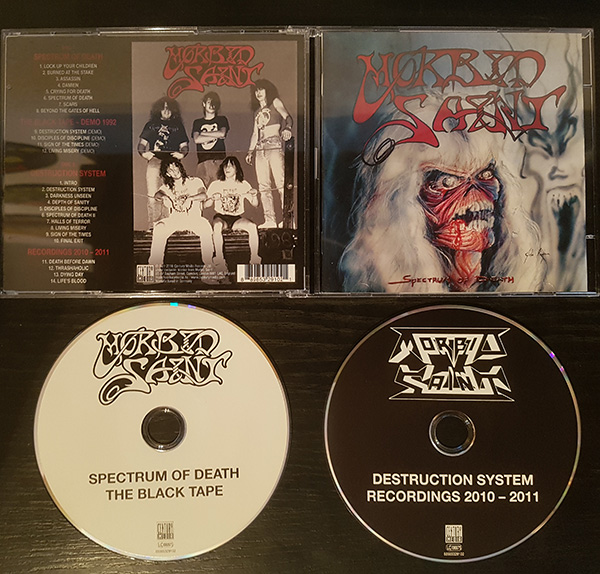 SPECTRUM OF DEATH
1. LOCK UP YOUR CHILDREN
2. BURNED AT THE STAKE
3. ASSASSIN
4. DAMIEN
5. CRYING FOR DEATH
6. SPECTRUM OF DEATH
7. SCARS
8. BEYOND THE GATES OF HELL
THE BLACK TAPE - DEMO 1992
9. DESTRUCTION SYSTEM (DEMO)
10. DISCIPLES OF DISCIPLINE (DEMO)
11. SIGN OF THE TIMES (DEMO)
12. LIVING MISERY (DEMO)
DESTRUCTION SYSTEM
1. INTRO
2. DESTRUCTION SYSTEM
3. DARKNESS UNSEEN
4. DEPTH OF SANITY
5. DISCIPLES OF DISCIPLINE
6. SPECTRUM OF DEATH II
7. HALLS OF TERROR
8. LIVING MISERY
9. SIGN OF THE TIMES
10. FINAL EXIT
RECORDINGS 2010 - 2011
11. DEATH BEFORE DAWN
12. THRASHAHOLIC
13. DYING DAY
14. LIFE'S BLOOD
MORBID
SAINT
MORBID
SAINT
SPECTRUM OF DEATH
MORBID
SAINT
SPECTRUM OF DEATH
THE BLACK TAPE
MORBID
SAINT
DESTRUCTION SYSTEM
RECORDINGS 2010 – 2011